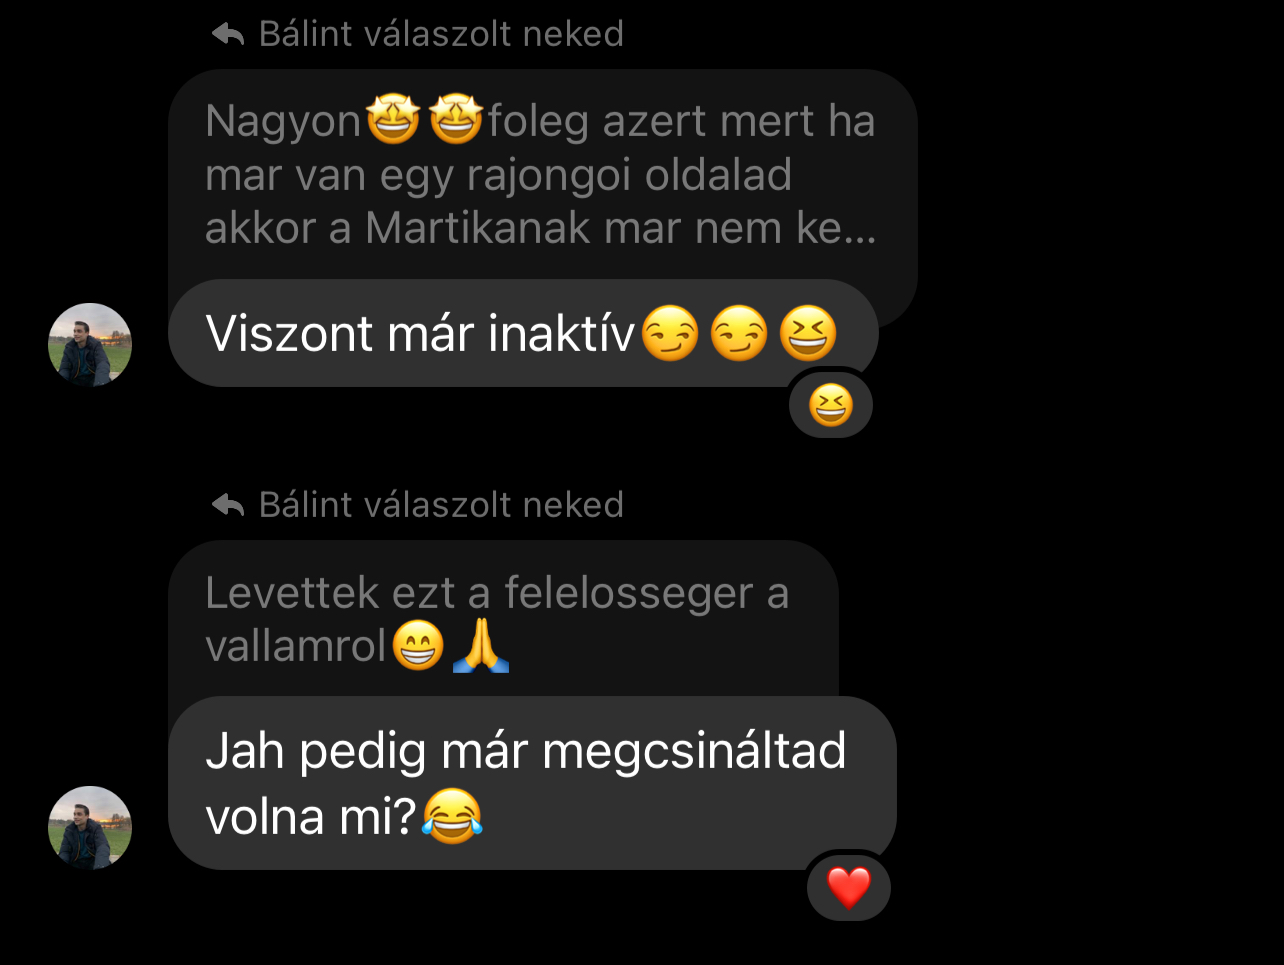 Bálint válaszolt neked
Nagyon🤩🤩foleg azert mert ha
mar van egy rajongoi oldalad
akkor a Martikanak mar nem ke...
Viszont már inaktív😏😏😆
😆
Bálint válaszolt neked
Levettek ezt a felelosseger a
vallamrol😁🙏
Jah pedig már megcsináltad
volna mi?😂
❤️